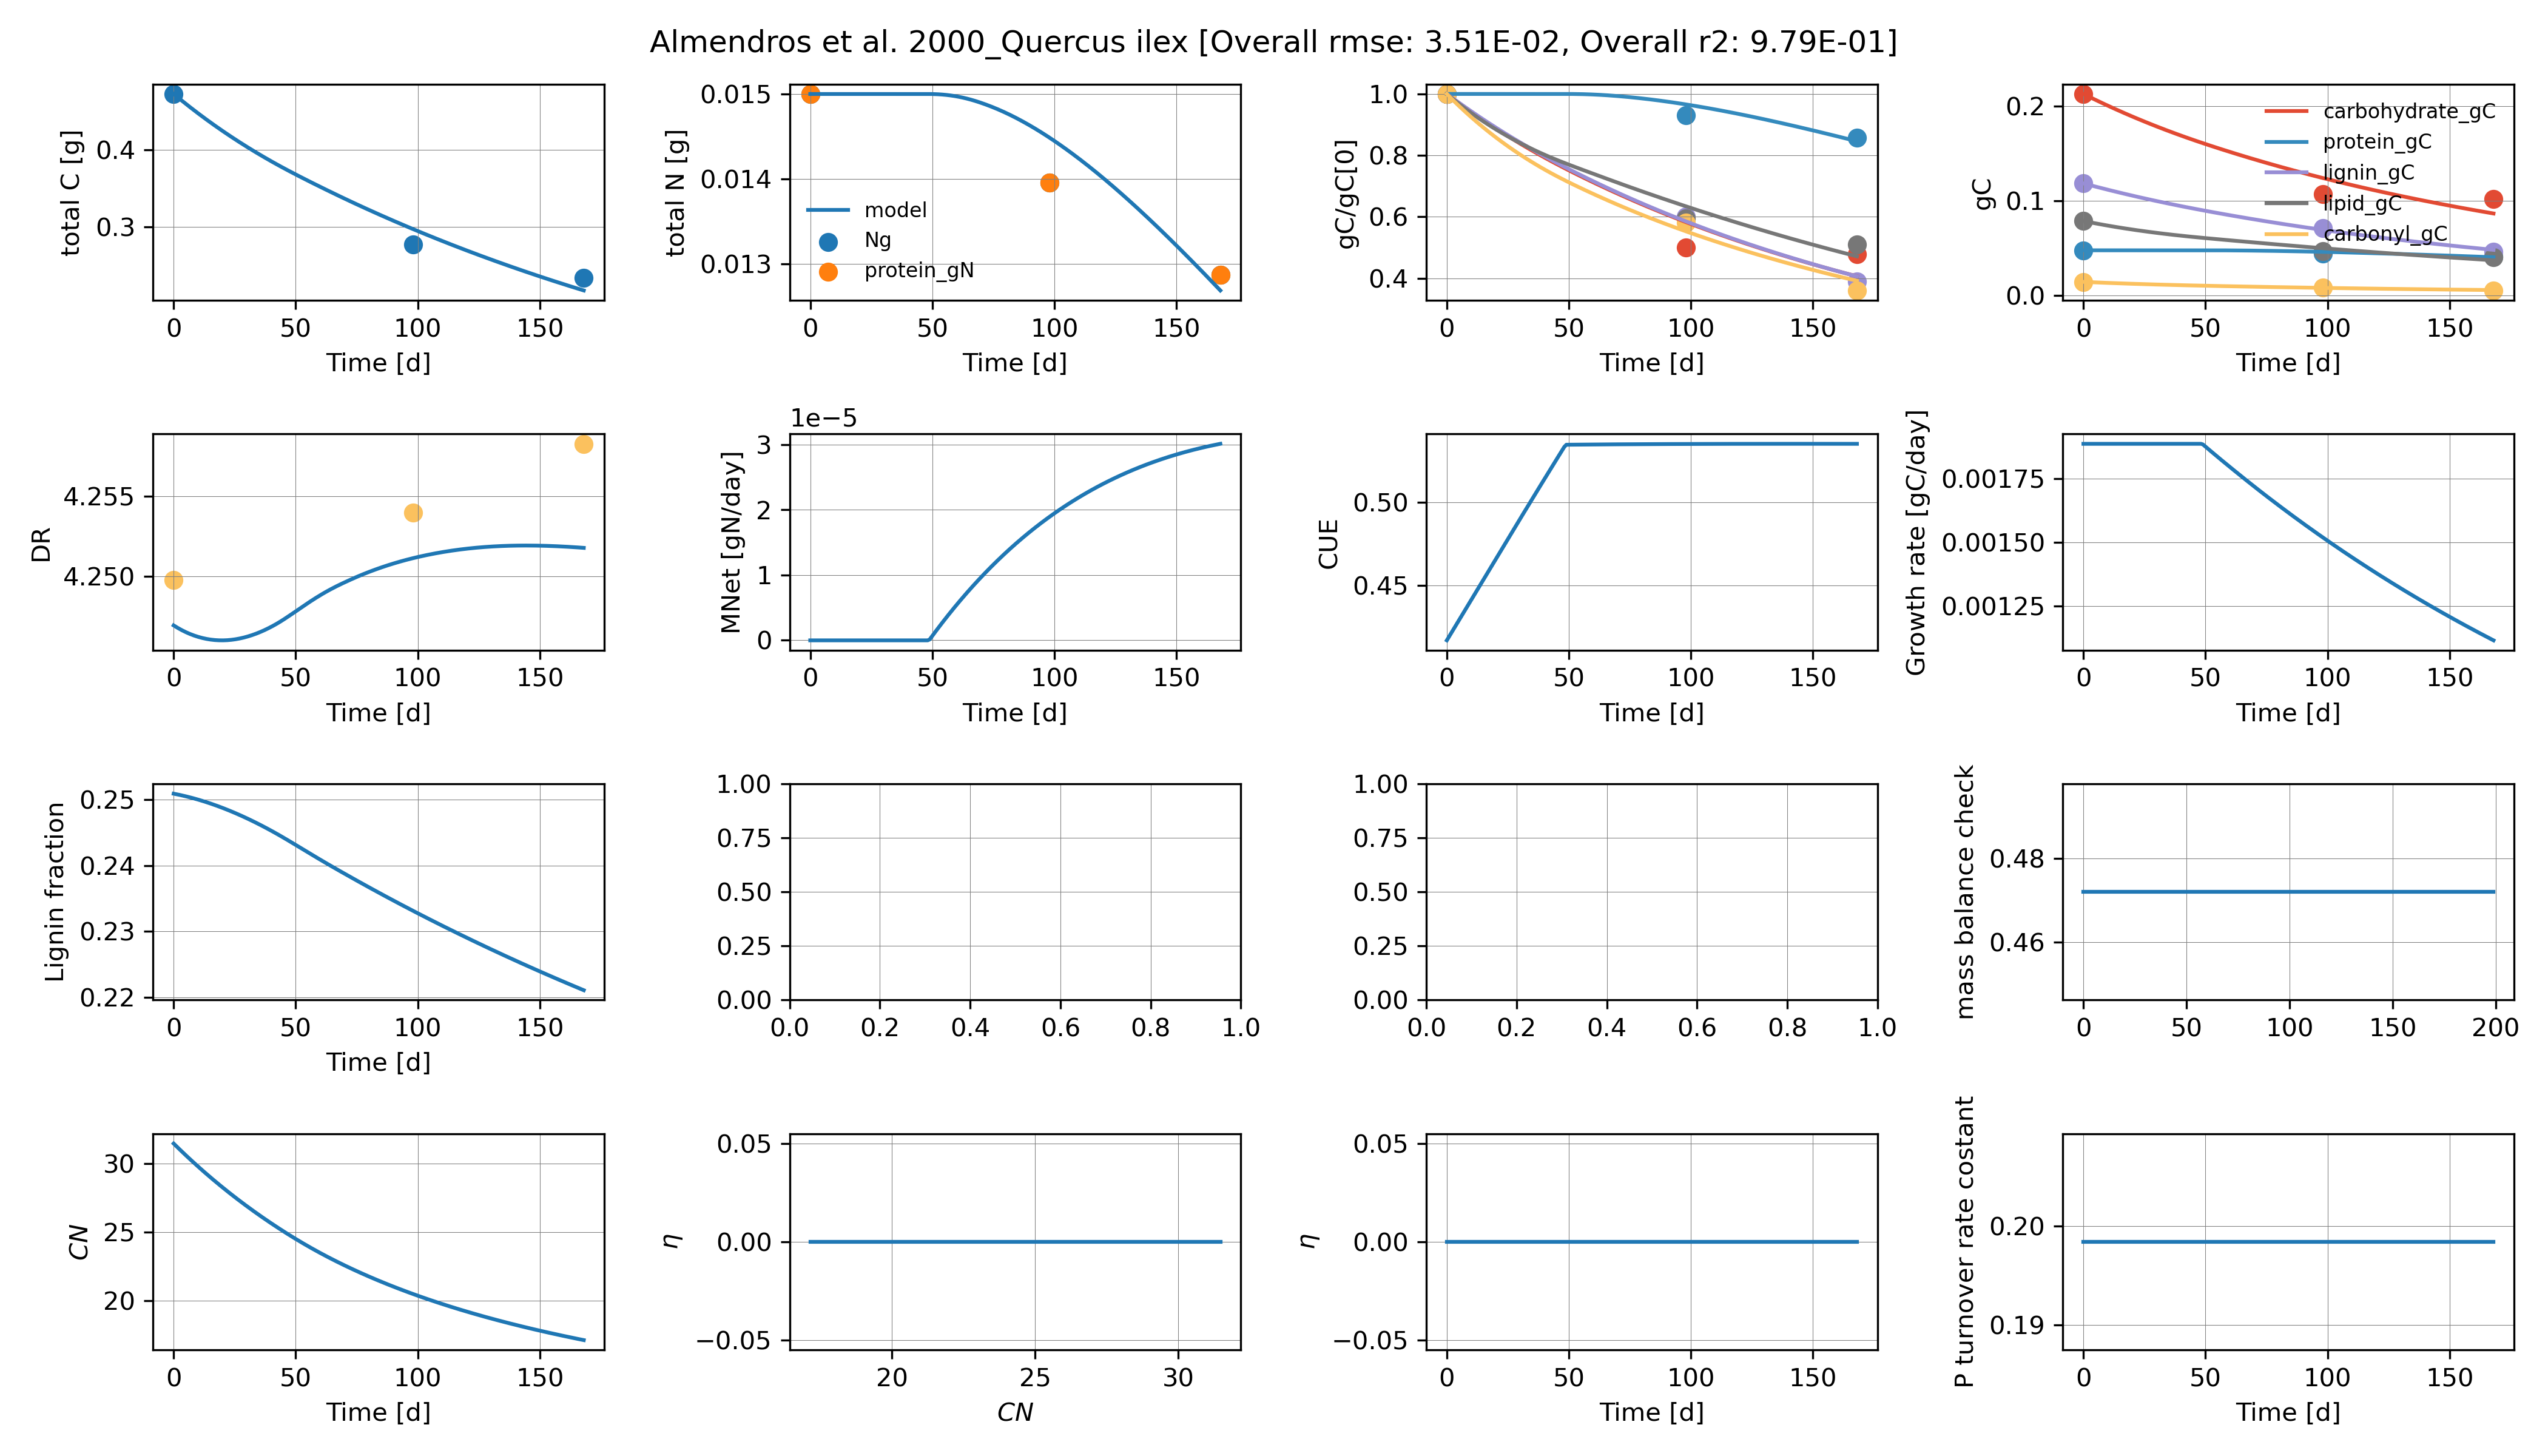 Almendros et al. 2000_Quercus ilex [Overall rmse: 3.51E-02, Overall r2: 9.79E-01]
total C [g]
0.4
0.3
0 50 100 150
Time [d]
total N [g]
0.015
0.014
0.013
model
Ng
protein_gN
0 50 100 150
Time [d]
gC/gC[0]
1.0
0.8
0.6
0.4
0 50 100 150
Time [d]
gC
0.2
0.1
0.0
carbohydrate_gC
protein_gC
lignin_gC
lipid_gC
carbonyl_gC
0 50 100 150
Time [d]
DR
4.255
4.250
0 50 100 150
Time [d]
1e−5
MNet [gN/day]
3
2
1
0
0 50 100 150
Time [d]
CUE
0.50
0.45
0 50 100 150
Time [d]
Growth rate [gC/day]
0.00175
0.00150
0.00125
0 50 100 150
Time [d]
Lignin fraction
0.25
0.24
0.23
0.22
0 50 100 150
Time [d]
1.00
0.75
0.50
0.25
0.00
0.0 0.2 0.4 0.6 0.8 1.0
1.00
0.75
0.50
0.25
0.00
0.0 0.2 0.4 0.6 0.8 1.0
mass balance check
0.48
0.46
0 50 100 150 200
CN
30
25
20
0 50 100 150
Time [d]
η
0.05
0.00
−0.05
20 25 30
CN
η
0.05
0.00
−0.05
0 50 100 150
Time [d]
P turnover rate costant
0.20
0.19
0 50 100 150
Time [d]